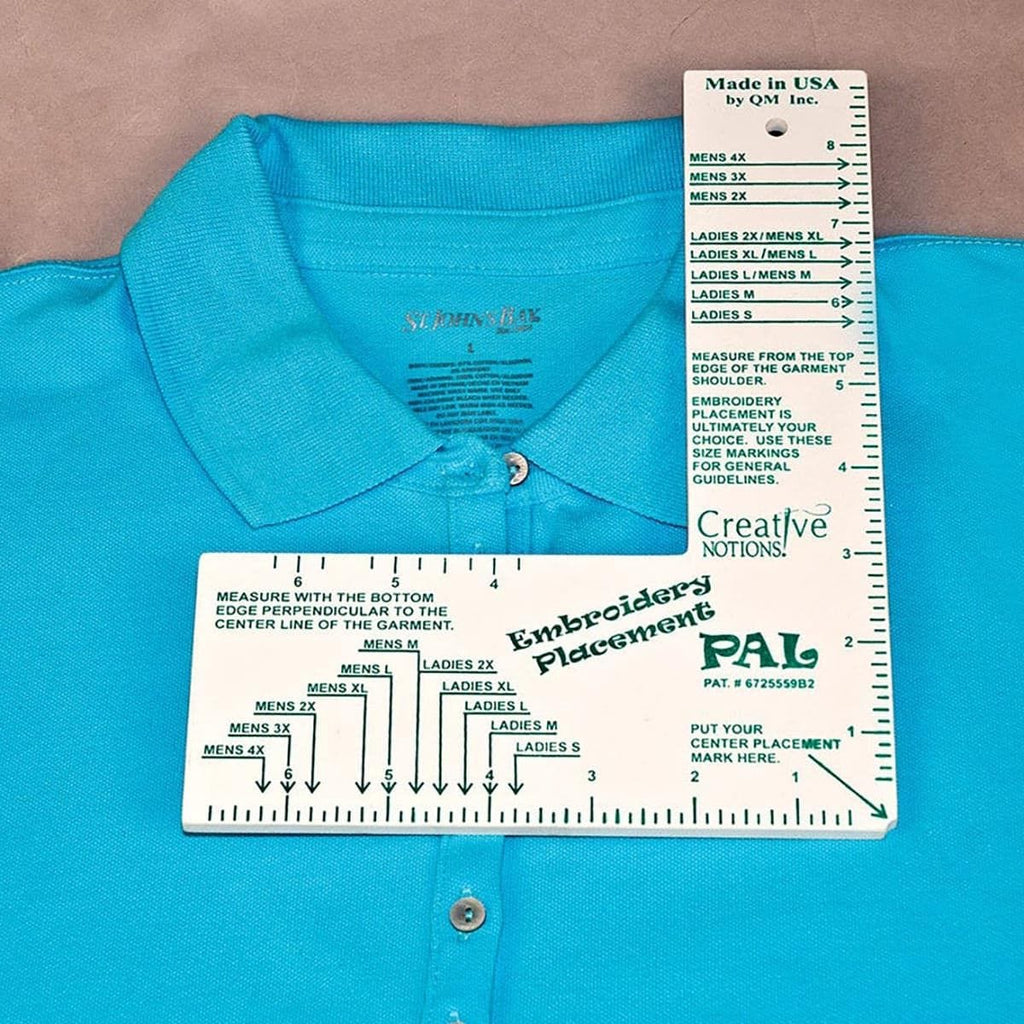 Made in USA
by QM Inc.
8
MENS 4X
MENS 3X
MENS 2X
7
LADIES 2X/MENS XL
LADIES XL/MENS L
LADIES L/MENS M
LADIES M
6
LADIES S
MEASURE FROM THE TOP
EDGE OF THE GARMENT
SHOULDER.
5
EMBROIDERY
PLACEMENT IS
ULTIMATELY YOUR
CHOICE. USE THESE
SIZE MARKINGS
FOR GENERAL
GUIDELINES.
4
Creative
NOTIONS
3
2
1
ST. JOHN'S BAY
L
6 5 4
MEASURE WITH THE BOTTOM
EDGE PERPENDICULAR TO THE
CENTER LINE OF THE GARMENT.
Embroidery
Placement
PAL
PAT. # 6725559B2
MENS M
LADIES 2X
MENS L
MENS XL
LADIES XL
MENS 2X
LADIES L
MENS 3X
LADIES M
MENS 4X
LADIES S
PUT YOUR
CENTER PLACEMENT
MARK HERE.
6 5 4 3 2 1